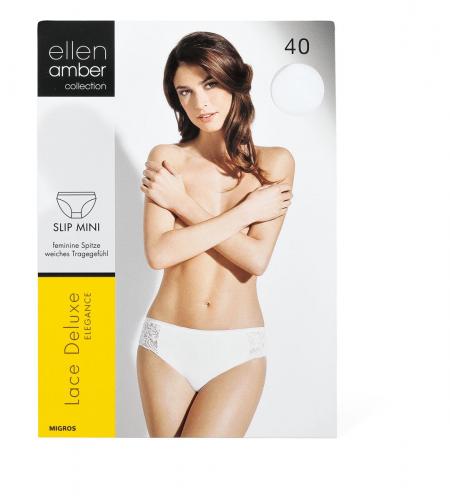 ellen
amber
collection
40
SLIP MINI
feminine Spitze
weiches Tragegefühl
Lace Deluxe
ELEGANCE
MIGROS